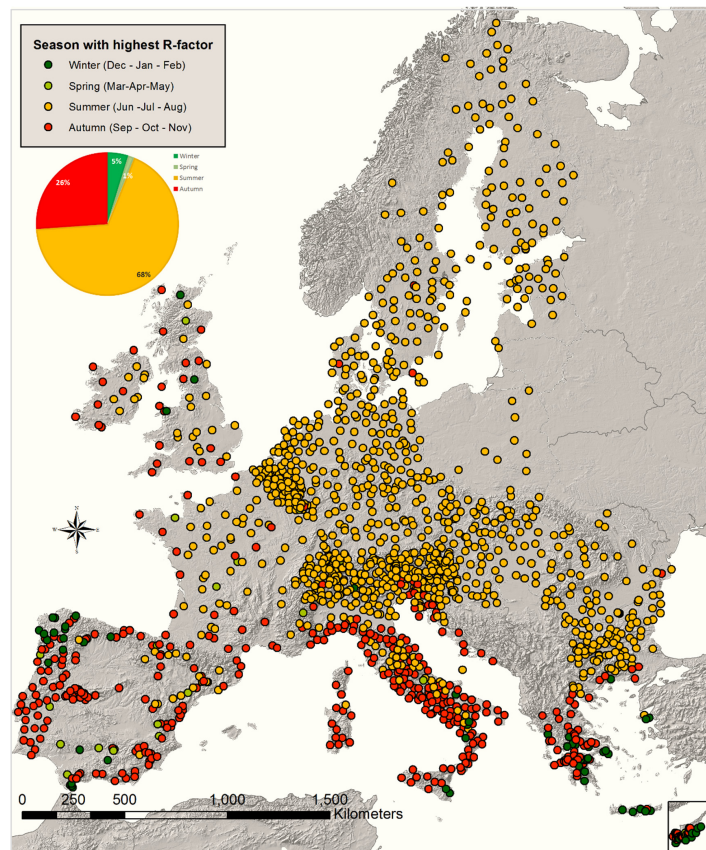 Season with highest R-factor
Winter (Dec - Jan - Feb)
Spring (Mar-Apr-May)
Summer (Jun -Jul - Aug)
Autumn (Sep - Oct - Nov)
5%
1%
26%
68%
Winter
Spring
Summer
Autumn
N
W
E
S
0
250
500
1,000
1,500
Kilometers